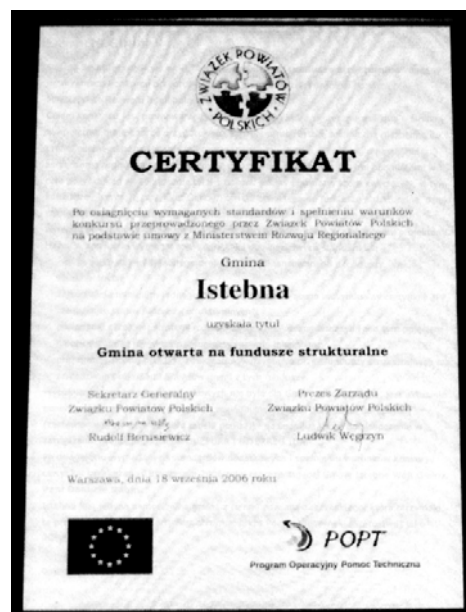 ZWIĄZEK POWIATÓW POLSKICH
CERTYFIKAT
Po osiągnięciu wymaganych standardów i spełnieniu warunków
konkursu przeprowadzonego przez Związek Powiatów Polskich
na podstawie umowy z Ministerstwem Rozwoju Regionalnego
Gmina
Istebna
uzyskała tytuł
Gmina otwarta na fundusze strukturalne
Sekretarz Generalny
Związku Powiatów Polskich
Rudolf Borusiewicz
Prezes Zarządu
Związku Powiatów Polskich
Ludwik Węgrzyn
Warszawa, dnia 18 września 2006 roku
POPT
Program Operacyjny Pomoc Techniczna